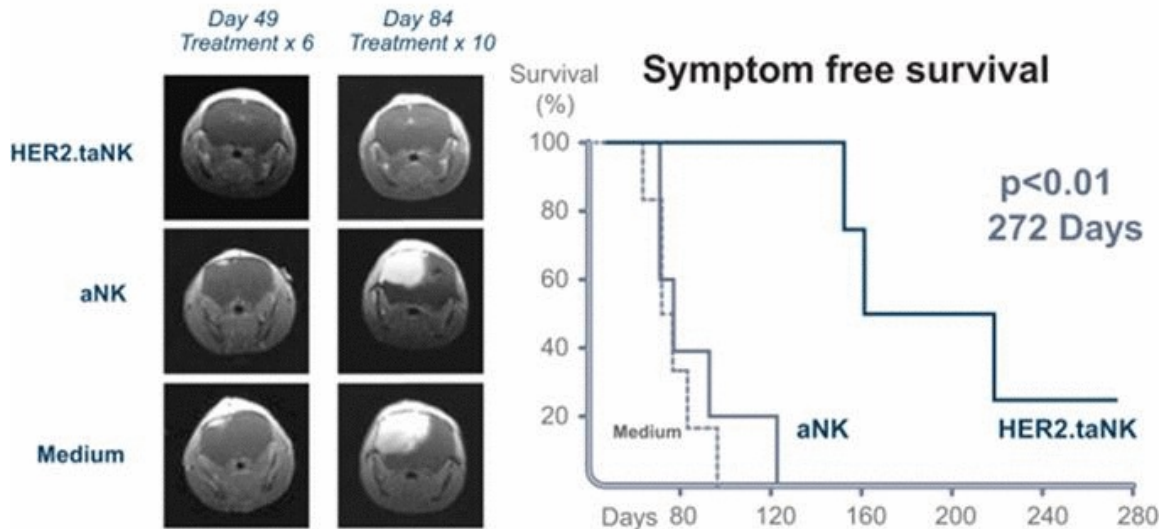 Day 49
Treatment x 6
Day 84
Treatment x 10
HER2.taNK
aNK
Medium
Symptom free survival
Survival
(%)
100
80
60
40
20
p<0.01
272 Days
Medium
aNK
HER2.taNK
Days 80 120 160 200 240 280